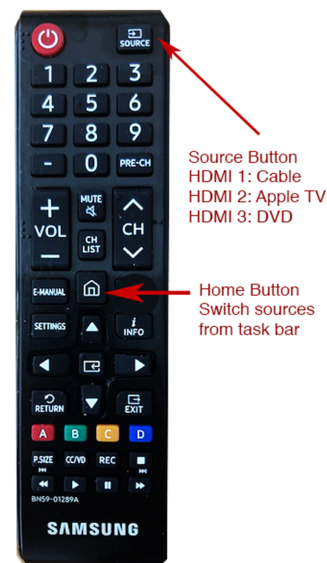 SOURCE
1 2 3
4 5 6
7 8 9
- 0 PRE-CH
Source Button
HDMI 1: Cable
HDMI 2: Apple TV
HDMI 3: DVD
+ MUTE
VOL CH
- CH LIST
E-MANUAL
Home Button
Switch sources
from task bar
SETTINGS i INFO
RETURN EXIT
A B C D
P.SIZE CC/VD REC
BN59-01289A
SAMSUNG